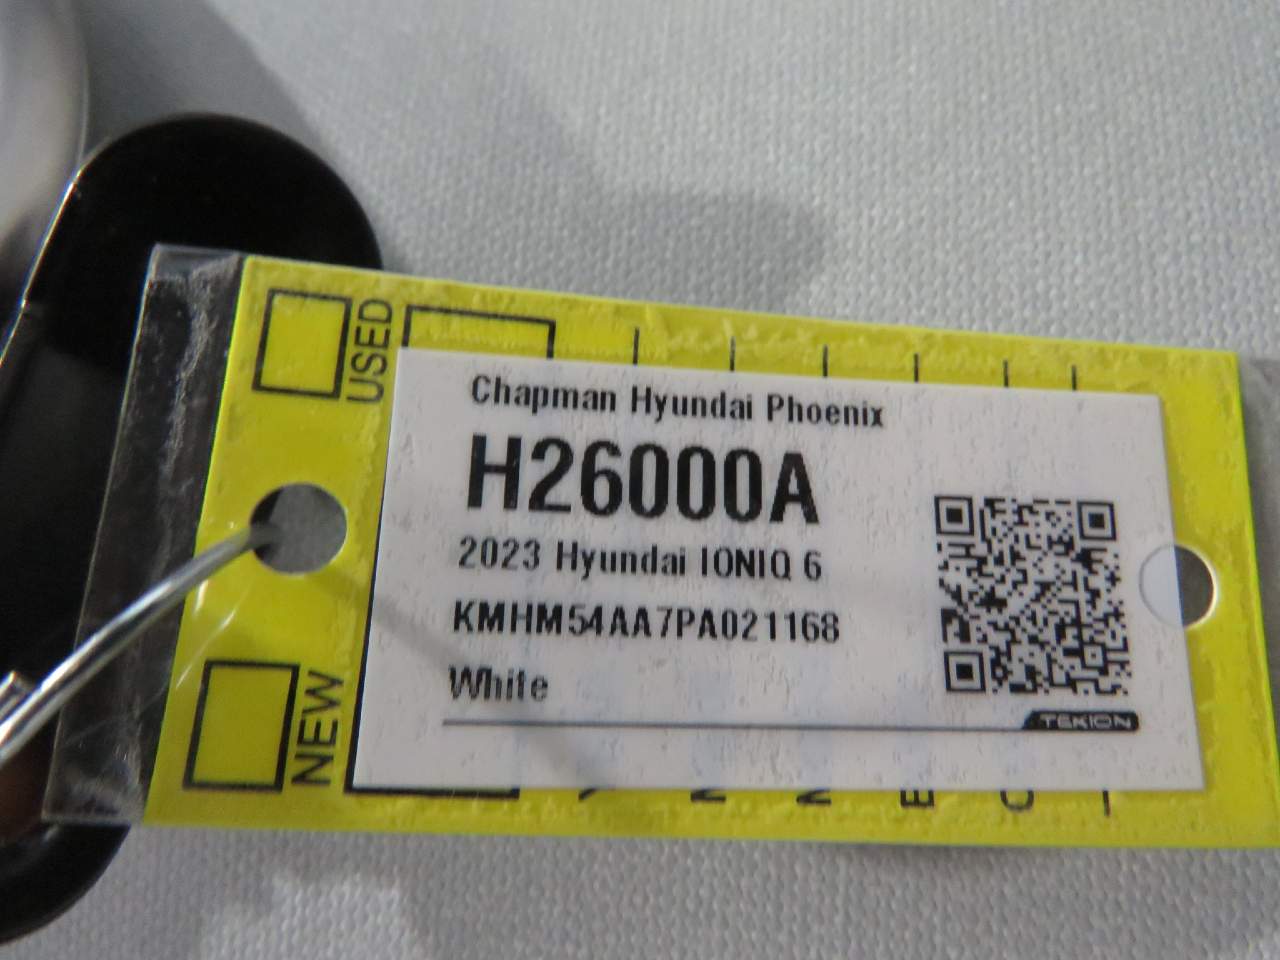 USED
NEW
Chapman Hyundai Phoenix
H26000A
2023 Hyundai IONIQ 6
KMHM54AA7PA021168
White
TEKION